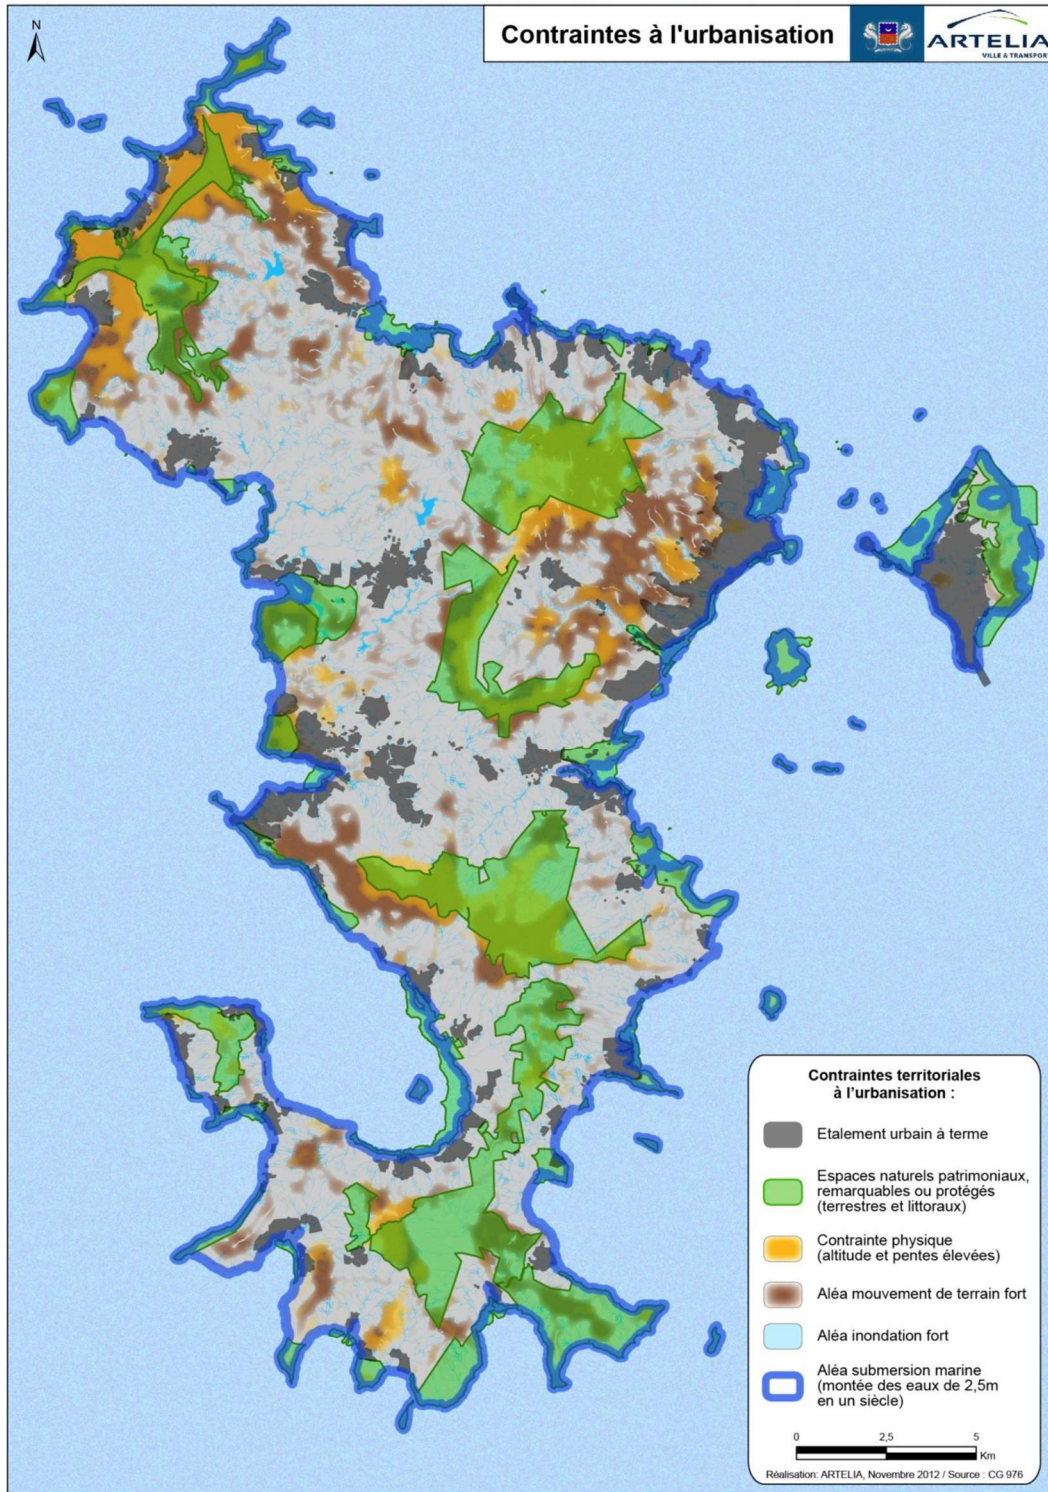 N
Contraintes à l'urbanisation
ARTELIA
VILLE & TRANSPORT
Contraintes territoriales
à l'urbanisation :
Etalement urbain à terme
Espaces naturels patrimoniaux,
remarquables ou protégés
(terrestres et littoraux)
Contrainte physique
(altitude et pentes élevées)
Aléa mouvement de terrain fort
Aléa inondation fort
Aléa submersion marine
(montée des eaux de 2,5m
en un siècle)
0 2,5 5
Km
Réalisation: ARTELIA, Novembre 2012 / Source : CG 976